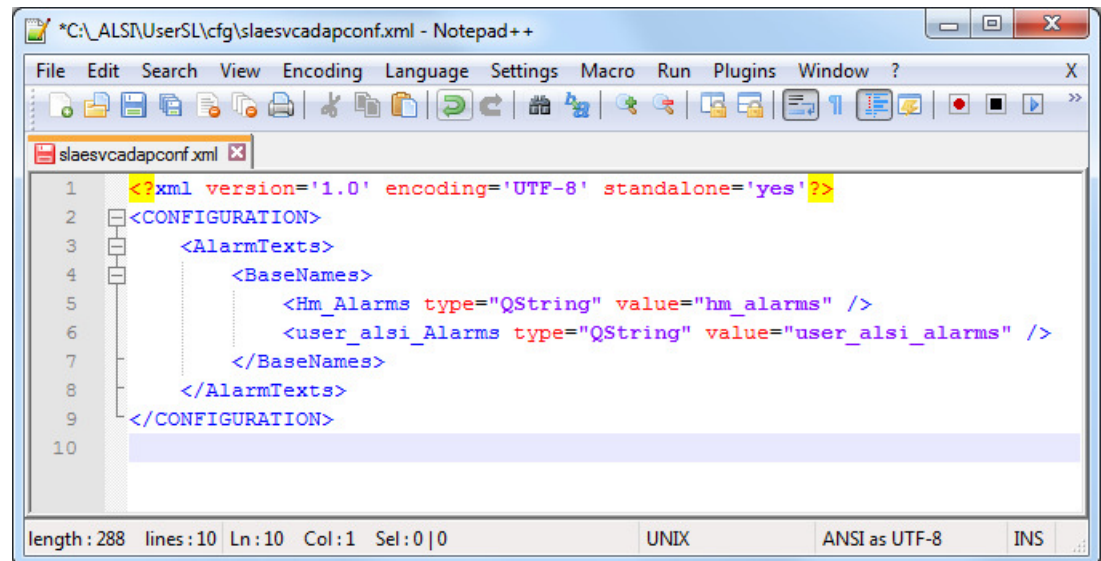 *C:\_ALSI\UserSL\cfg\slaesvcadapconf.xml - Notepad++
File Edit Search View Encoding Language Settings Macro Run Plugins Window ? X
slaesvcadapconf.xml
1 <?xml version='1.0' encoding='UTF-8' standalone='yes'?>
2 <CONFIGURATION>
3 <AlarmTexts>
4 <BaseNames>
5 <Hm_Alarms type="QString" value="hm_alarms" />
6 <user_alsi_Alarms type="QString" value="user_alsi_alarms" />
7 </BaseNames>
8 </AlarmTexts>
9 </CONFIGURATION>
10
length : 288 lines : 10 Ln : 10 Col : 1 Sel : 0 | 0 UNIX ANSI as UTF-8 INS